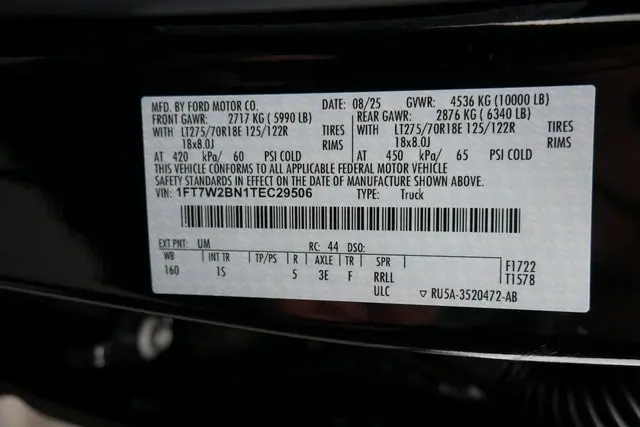 MFD. BY FORD MOTOR CO. DATE: 08/25 GVWR: 4536 KG (10000 LB)
FRONT GAWR: 2717 KG (5990 LB) REAR GAWR: 2876 KG (6340 LB)
WITH LT275/70R18E 125/122R TIRES WITH LT275/70R18E 125/122R TIRES
18x8.0J RIMS 18x8.0J RIMS
AT 420 kPa/ 60 PSI COLD AT 450 kPa/ 65 PSI COLD
THIS VEHICLE CONFORMS TO ALL APPLICABLE FEDERAL MOTOR VEHICLE
SAFETY STANDARDS IN EFFECT ON THE DATE OF MANUFACTURE SHOWN ABOVE.
VIN: 1FT7W2BN1TEC29506 TYPE: Truck
EXT PNT: UM RC: 44 DSO:
WB INT TR TP/PS R AXLE TR SPR F1722
160 1S 5 3E F RRLL T1578
ULC ▽ RU5A-3520472-AB